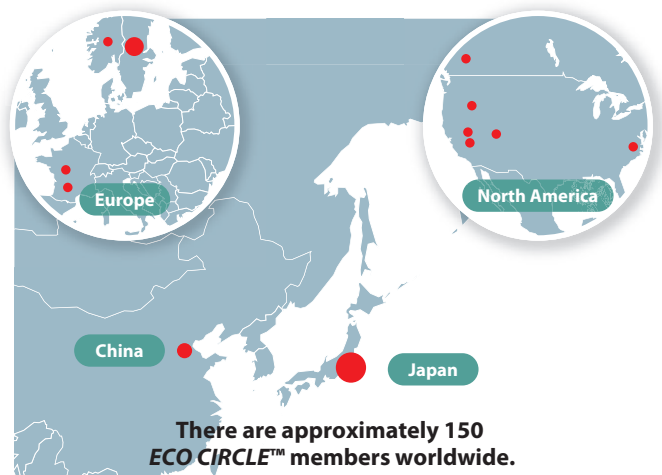 Europe
North America
China
Japan
There are approximately 150
ECO CIRCLE™ members worldwide.